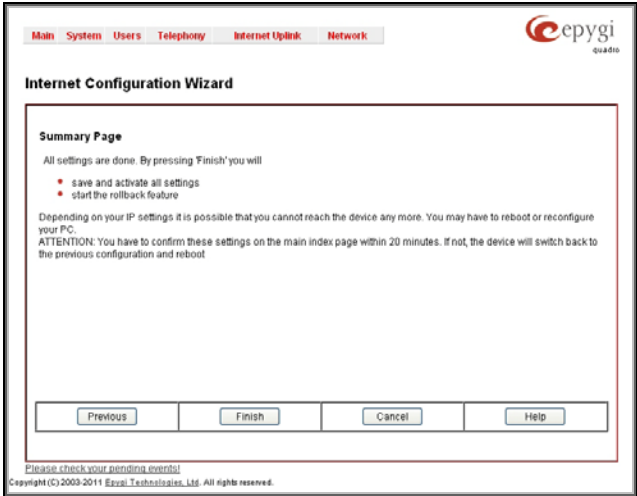 Main System Users Telephony Internet Uplink Network
epygi
quadro
Internet Configuration Wizard
Summary Page
All settings are done. By pressing 'Finish' you will
save and activate all settings
start the rollback feature
Depending on your IP settings it is possible that you cannot reach the device any more. You may have to reboot or reconfigure
your PC.
ATTENTION: You have to confirm these settings on the main index page within 20 minutes. If not, the device will switch back to
the previous configuration and reboot
Previous Finish Cancel Help
Please check your pending events!
Copyright (C) 2003-2011 Epygi Technologies, Ltd. All rights reserved.